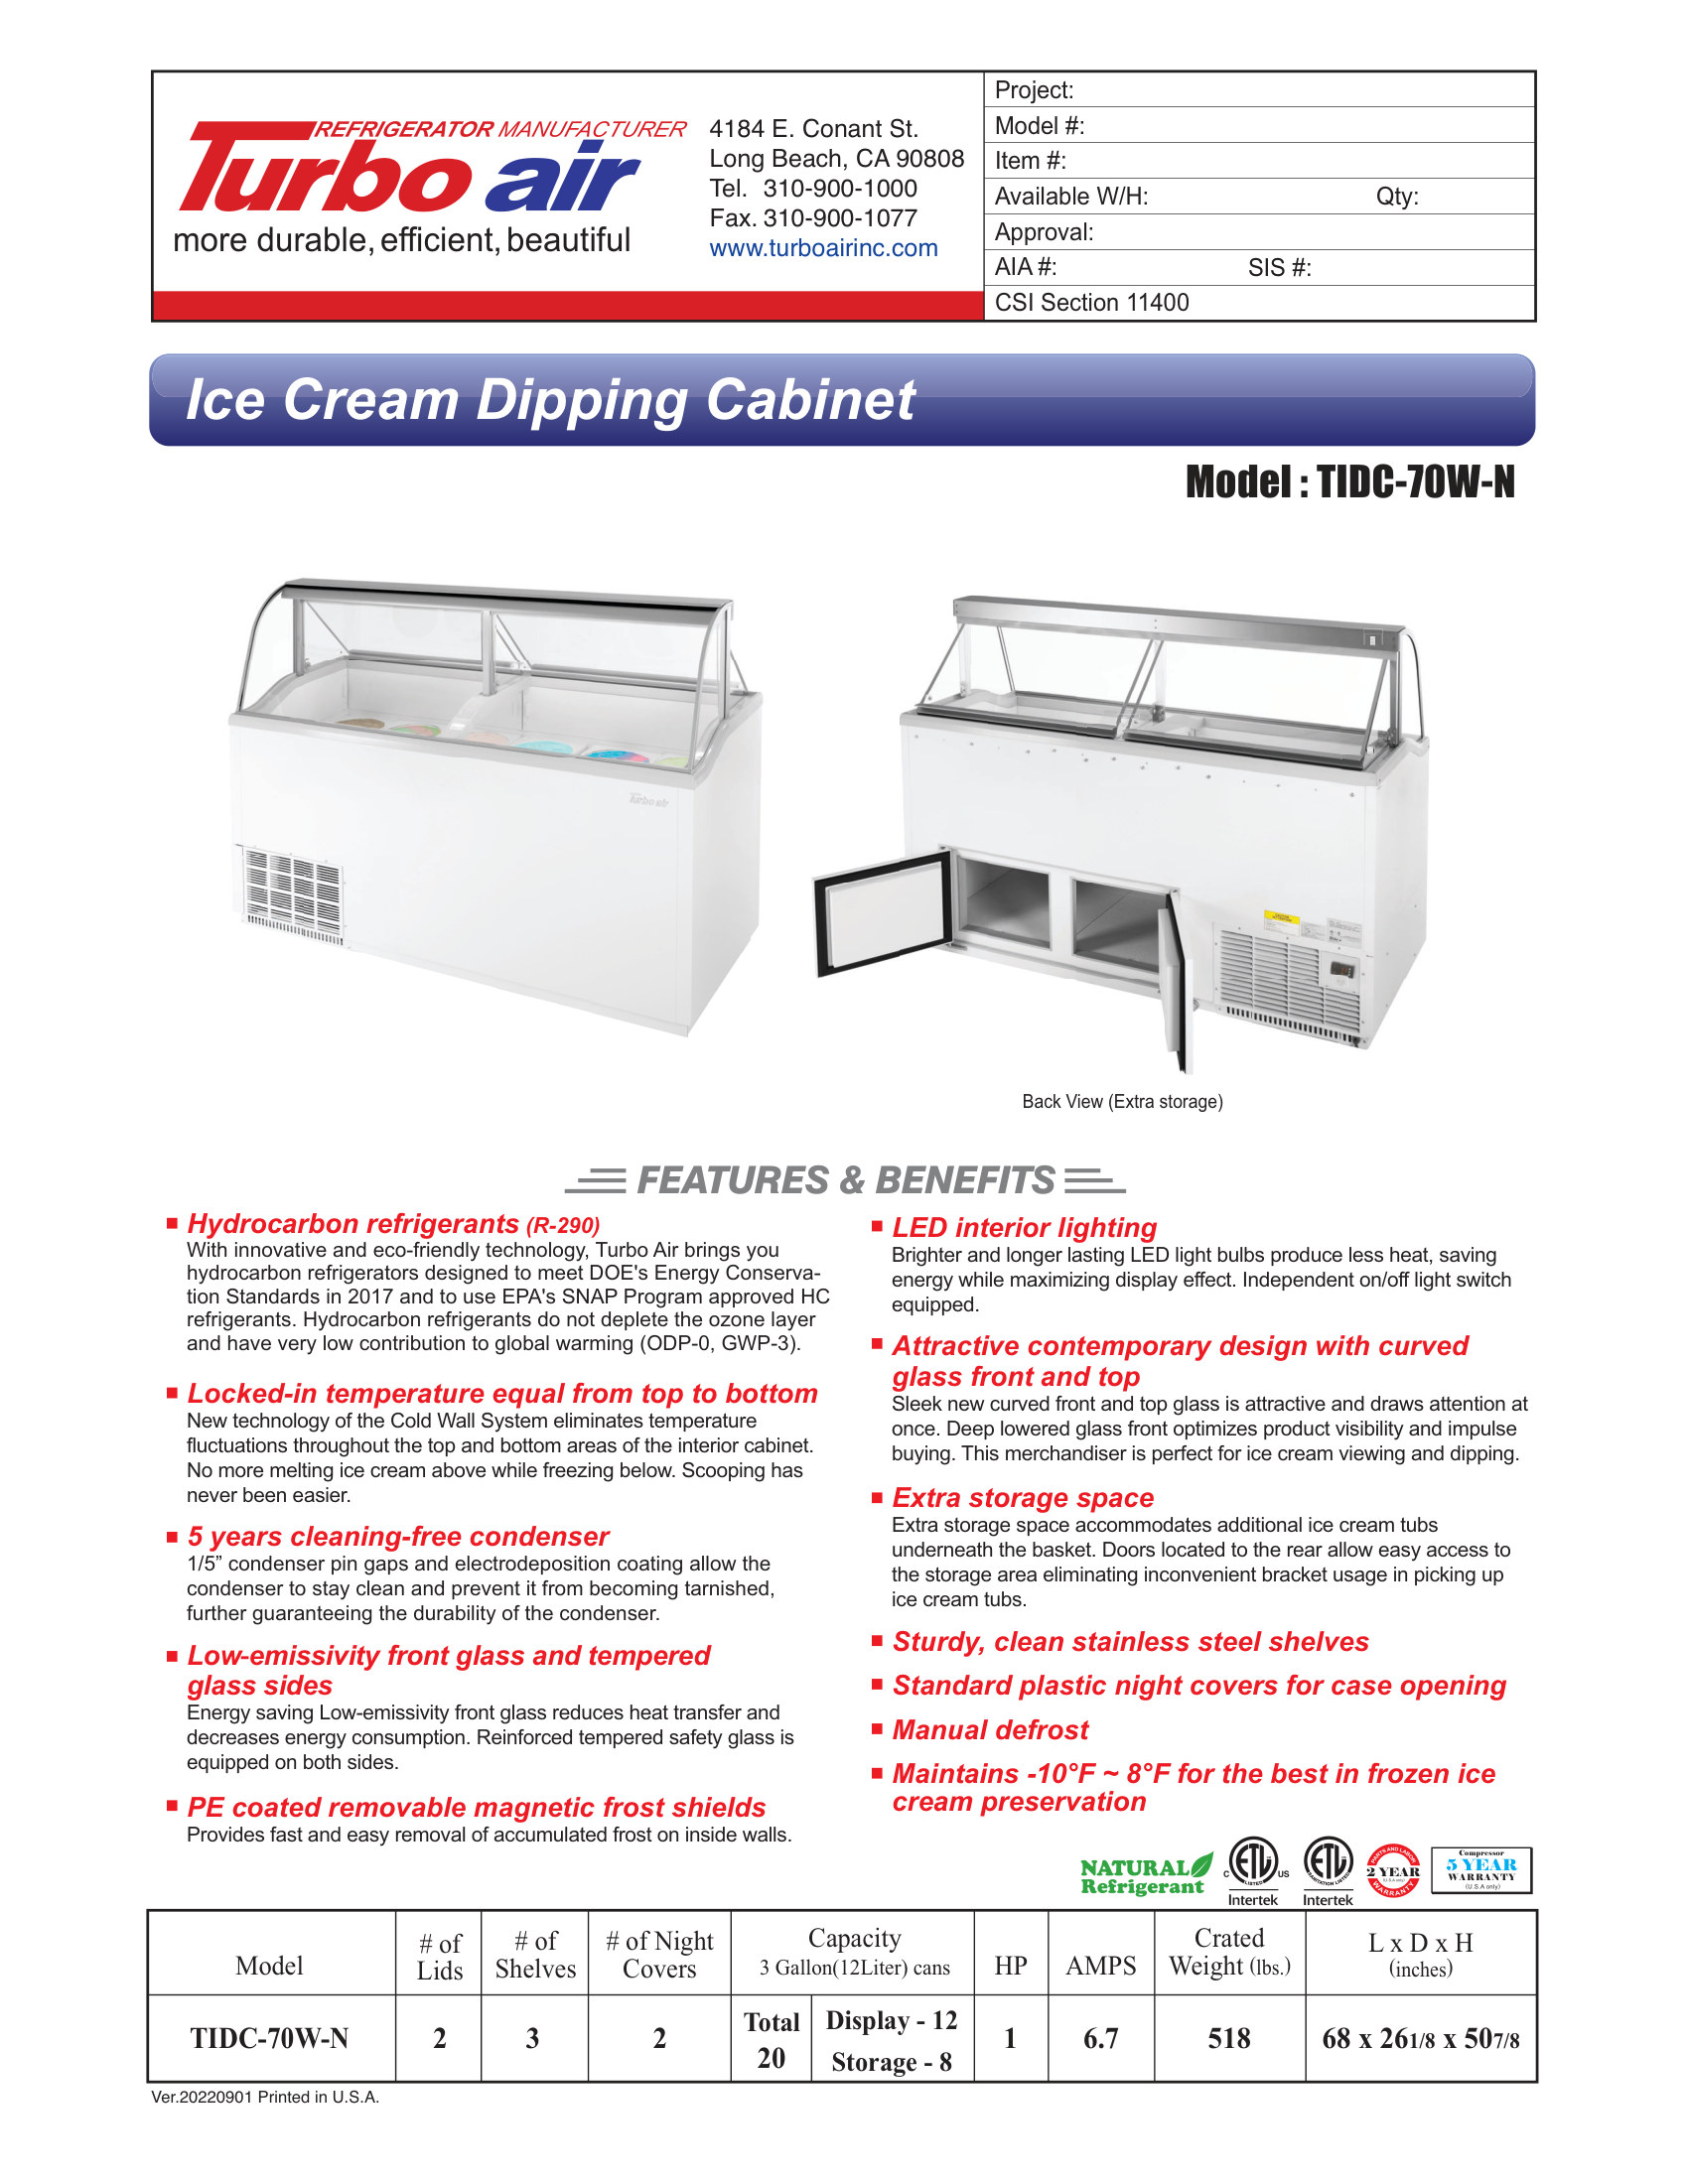 REFRIGERATOR MANUFACTURER
Turbo air
more durable, efficient, beautiful
4184 E. Conant St.
Long Beach, CA 90808
Tel. 310-900-1000
Fax. 310-900-1077
www.turboairinc.com
Project:
Model #:
Item #:
Available W/H: Qty:
Approval:
AIA #: SIS #:
CSI Section 11400
Ice Cream Dipping Cabinet
Model : TIDC-70W-N
Turbo air
Back View (Extra storage)
FEATURES & BENEFITS
Hydrocarbon refrigerants (R-290)
With innovative and eco-friendly technology, Turbo Air brings you
hydrocarbon refrigerators designed to meet DOE's Energy Conserva-
tion Standards in 2017 and to use EPA's SNAP Program approved HC
refrigerants. Hydrocarbon refrigerants do not deplete the ozone layer
and have very low contribution to global warming (ODP-0, GWP-3).
Locked-in temperature equal from top to bottom
New technology of the Cold Wall System eliminates temperature
fluctuations throughout the top and bottom areas of the interior cabinet.
No more melting ice cream above while freezing below. Scooping has
never been easier.
5 years cleaning-free condenser
1/5” condenser pin gaps and electrodeposition coating allow the
condenser to stay clean and prevent it from becoming tarnished,
further guaranteeing the durability of the condenser.
Low-emissivity front glass and tempered
glass sides
Energy saving Low-emissivity front glass reduces heat transfer and
decreases energy consumption. Reinforced tempered safety glass is
equipped on both sides.
PE coated removable magnetic frost shields
Provides fast and easy removal of accumulated frost on inside walls.
LED interior lighting
Brighter and longer lasting LED light bulbs produce less heat, saving
energy while maximizing display effect. Independent on/off light switch
equipped.
Attractive contemporary design with curved
glass front and top
Sleek new curved front and top glass is attractive and draws attention at
once. Deep lowered glass front optimizes product visibility and impulse
buying. This merchandiser is perfect for ice cream viewing and dipping.
Extra storage space
Extra storage space accommodates additional ice cream tubs
underneath the basket. Doors located to the rear allow easy access to
the storage area eliminating inconvenient bracket usage in picking up
ice cream tubs.
Sturdy, clean stainless steel shelves
Standard plastic night covers for case opening
Manual defrost
Maintains -10°F ~ 8°F for the best in frozen ice
cream preservation
NATURAL
Refrigerant
C ETL US
LISTED
Intertek
ETL
SANITATION LISTED
Intertek
PARTS AND LABOR
2 YEAR
(U.S.A only)
WARRANTY
Compressor
5 YEAR
WARRANTY
(U.S.A only)
Model # of Lids # of Shelves # of Night Covers Capacity 3 Gallon(12Liter) cans HP AMPS Crated Weight (lbs.) L x D x H (inches)
TIDC-70W-N 2 3 2 Total 20 Display - 12 Storage - 8 1 6.7 518 68 x 26 1/8 x 50 7/8
Ver.20220901 Printed in U.S.A.